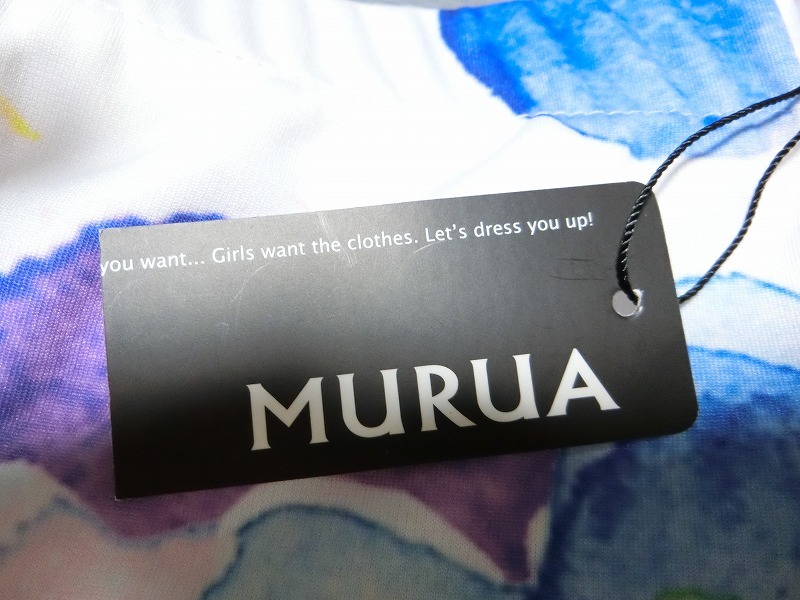 you want... Girls want the clothes. Let's dress you up!
MURUA